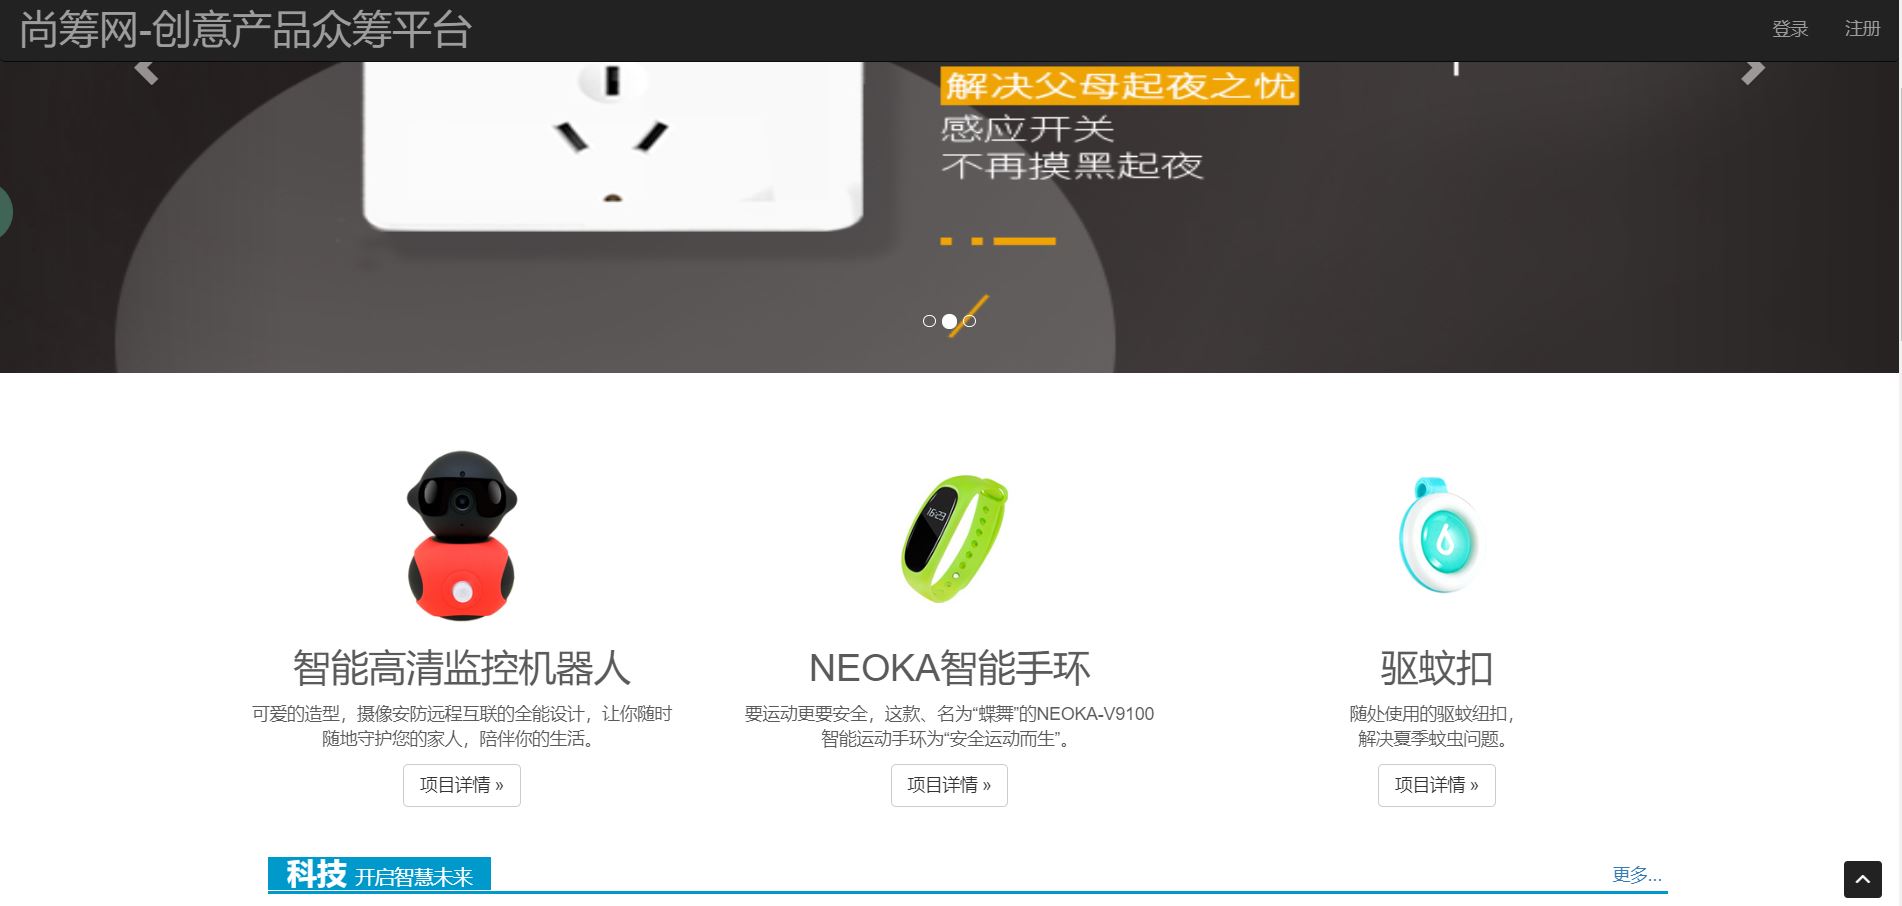 尚筹网-创意产品众筹平台
登录
注册
解决父母起夜之忧
感应开关
不再摸黑起夜
16:23
智能高清监控机器人
可爱的造型，摄像安防远程互联的全能设计，让你随时
随地守护您的家人，陪伴你的生活。
项目详情 »
NEOKA智能手环
要运动更要安全，这款、名为“蝶舞”的NEOKA-V9100
智能运动手环为“安全运动而生”。
项目详情 »
驱蚊扣
随处使用的驱蚊纽扣，
解决夏季蚊虫问题。
项目详情 »
科技 开启智慧未来
更多...